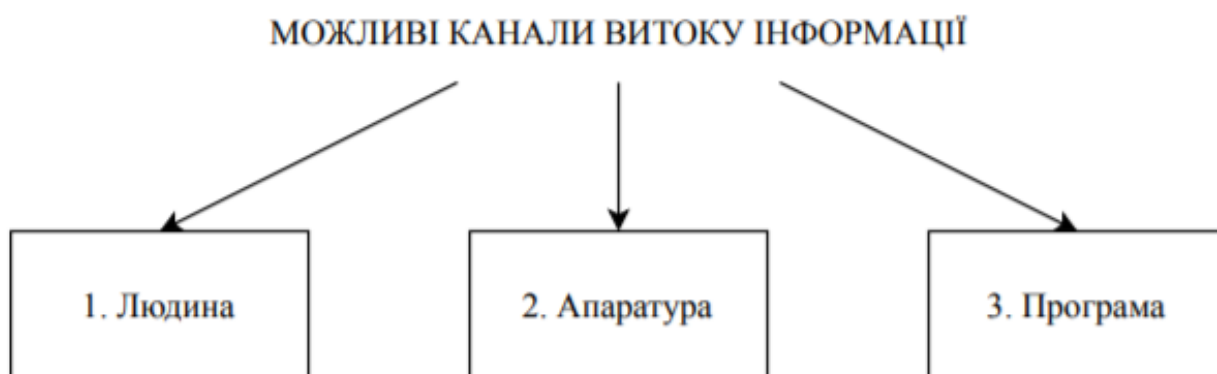 МОЖЛИВІ КАНАЛИ ВИТОКУ ІНФОРМАЦІЇ
1. Людина
2. Апаратура
3. Програма